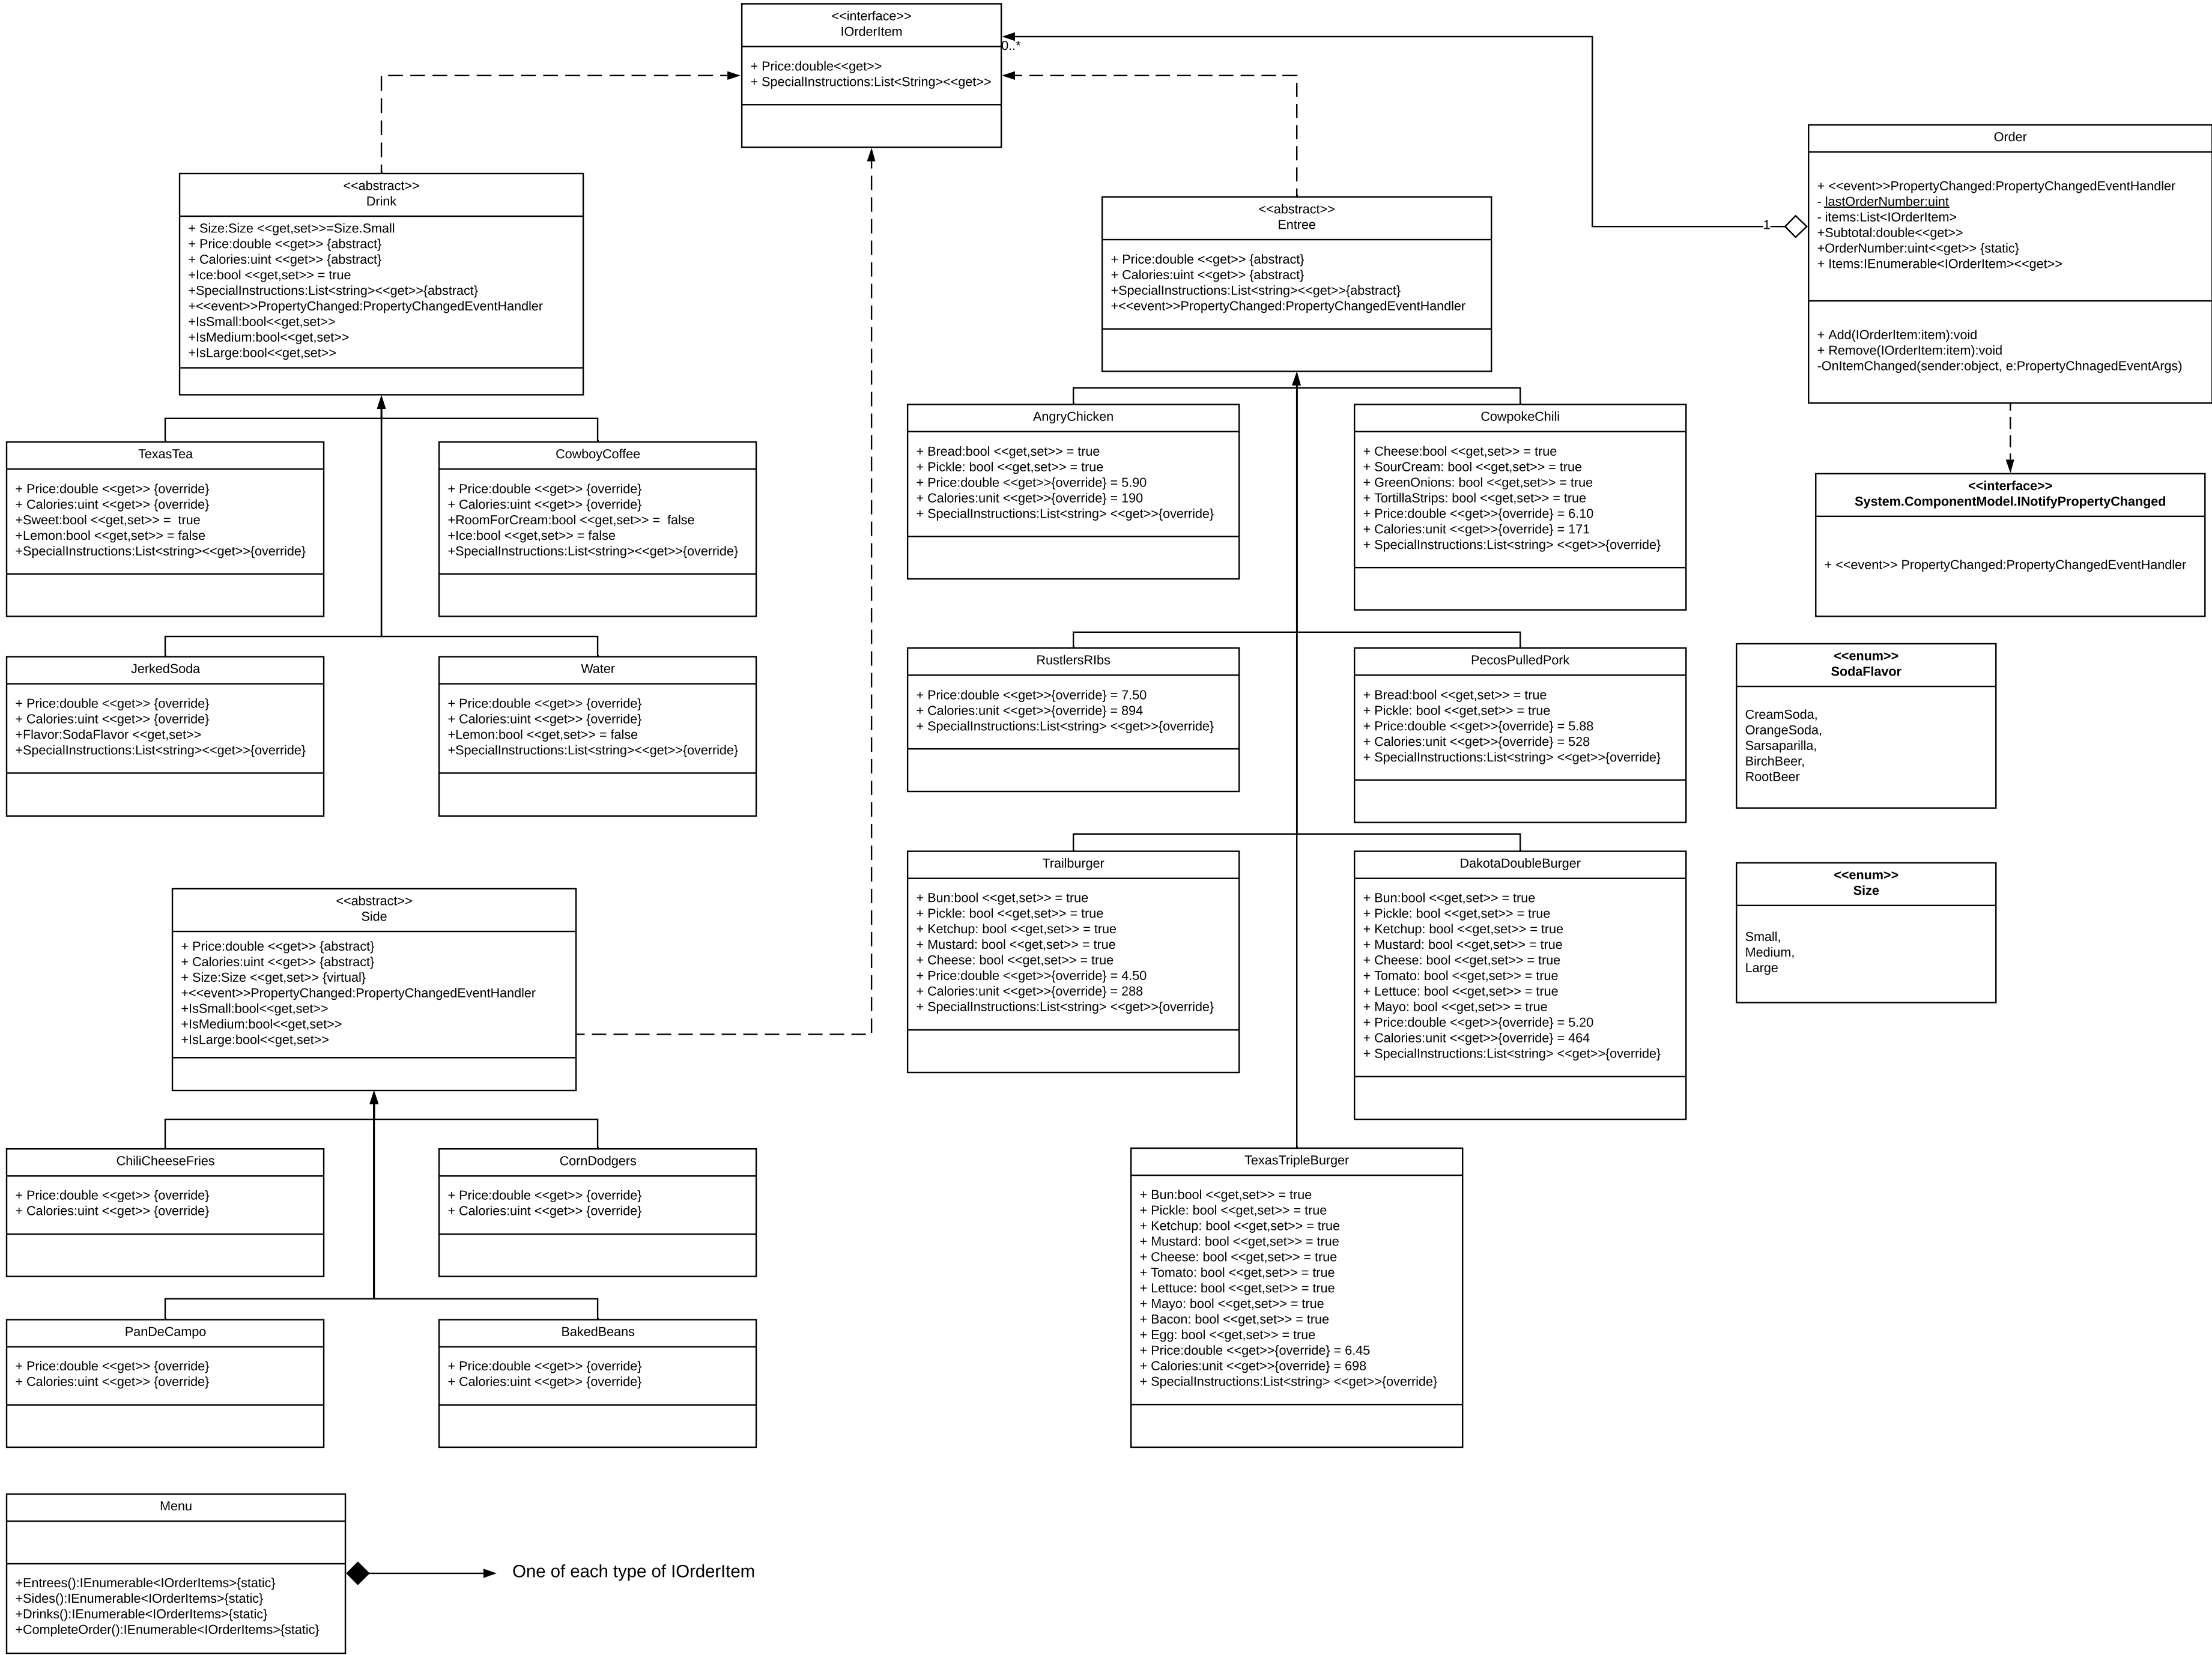 <<interface>>
IOrderItem
+ Price:double<<get>>
+ SpecialInstructions:List<String><<get>>
0..*
1
<<abstract>>
Drink
+ Size:Size <<get,set>>=Size.Small
+ Price:double <<get>> {abstract}
+ Calories:uint <<get>> {abstract}
+Ice:bool <<get,set>> = true
+SpecialInstructions:List<string><<get>>{abstract}
+<<event>>PropertyChanged:PropertyChangedEventHandler
+IsSmall:bool<<get,set>>
+IsMedium:bool<<get,set>>
+IsLarge:bool<<get,set>>
<<abstract>>
Entree
+ Price:double <<get>> {abstract}
+ Calories:uint <<get>> {abstract}
+SpecialInstructions:List<string><<get>>{abstract}
+<<event>>PropertyChanged:PropertyChangedEventHandler
Order
+ <<event>>PropertyChanged:PropertyChangedEventHandler
- lastOrderNumber:uint
- items:List<IOrderItem>
+Subtotal:double<<get>>
+OrderNumber:uint<<get>> {static}
+ Items:IEnumerable<IOrderItem><<get>>
+ Add(IOrderItem:item):void
+ Remove(IOrderItem:item):void
-OnItemChanged(sender:object, e:PropertyChnagedEventArgs)
<<interface>>
System.ComponentModel.INotifyPropertyChanged
+ <<event>> PropertyChanged:PropertyChangedEventHandler
TexasTea
+ Price:double <<get>> {override}
+ Calories:uint <<get>> {override}
+Sweet:bool <<get,set>> =  true
+Lemon:bool <<get,set>> = false
+SpecialInstructions:List<string><<get>>{override}
CowboyCoffee
+ Price:double <<get>> {override}
+ Calories:uint <<get>> {override}
+RoomForCream:bool <<get,set>> =  false
+Ice:bool <<get,set>> = false
+SpecialInstructions:List<string><<get>>{override}
JerkedSoda
+ Price:double <<get>> {override}
+ Calories:uint <<get>> {override}
+Flavor:SodaFlavor <<get,set>>
+SpecialInstructions:List<string><<get>>{override}
Water
+ Price:double <<get>> {override}
+ Calories:uint <<get>> {override}
+Lemon:bool <<get,set>> = false
+SpecialInstructions:List<string><<get>>{override}
AngryChicken
+ Bread:bool <<get,set>> = true
+ Pickle: bool <<get,set>> = true
+ Price:double <<get>>{override} = 5.90
+ Calories:unit <<get>>{override} = 190
+ SpecialInstructions:List<string> <<get>>{override}
CowpokeChili
+ Cheese:bool <<get,set>> = true
+ SourCream: bool <<get,set>> = true
+ GreenOnions: bool <<get,set>> = true
+ TortillaStrips: bool <<get,set>> = true
+ Price:double <<get>>{override} = 6.10
+ Calories:unit <<get>>{override} = 171
+ SpecialInstructions:List<string> <<get>>{override}
RustlersRIbs
+ Price:double <<get>>{override} = 7.50
+ Calories:unit <<get>>{override} = 894
+ SpecialInstructions:List<string> <<get>>{override}
PecosPulledPork
+ Bread:bool <<get,set>> = true
+ Pickle: bool <<get,set>> = true
+ Price:double <<get>>{override} = 5.88
+ Calories:unit <<get>>{override} = 528
+ SpecialInstructions:List<string> <<get>>{override}
<<enum>>
SodaFlavor
CreamSoda,
OrangeSoda,
Sarsaparilla,
BirchBeer,
RootBeer
Trailburger
+ Bun:bool <<get,set>> = true
+ Pickle: bool <<get,set>> = true
+ Ketchup: bool <<get,set>> = true
+ Mustard: bool <<get,set>> = true
+ Cheese: bool <<get,set>> = true
+ Price:double <<get>>{override} = 4.50
+ Calories:unit <<get>>{override} = 288
+ SpecialInstructions:List<string> <<get>>{override}
DakotaDoubleBurger
+ Bun:bool <<get,set>> = true
+ Pickle: bool <<get,set>> = true
+ Ketchup: bool <<get,set>> = true
+ Mustard: bool <<get,set>> = true
+ Cheese: bool <<get,set>> = true
+ Tomato: bool <<get,set>> = true
+ Lettuce: bool <<get,set>> = true
+ Mayo: bool <<get,set>> = true
+ Price:double <<get>>{override} = 5.20
+ Calories:unit <<get>>{override} = 464
+ SpecialInstructions:List<string> <<get>>{override}
<<enum>>
Size
Small,
Medium,
Large
<<abstract>>
Side
+ Price:double <<get>> {abstract}
+ Calories:uint <<get>> {abstract}
+ Size:Size <<get,set>> {virtual}
+<<event>>PropertyChanged:PropertyChangedEventHandler
+IsSmall:bool<<get,set>>
+IsMedium:bool<<get,set>>
+IsLarge:bool<<get,set>>
ChiliCheeseFries
+ Price:double <<get>> {override}
+ Calories:uint <<get>> {override}
CornDodgers
+ Price:double <<get>> {override}
+ Calories:uint <<get>> {override}
PanDeCampo
+ Price:double <<get>> {override}
+ Calories:uint <<get>> {override}
BakedBeans
+ Price:double <<get>> {override}
+ Calories:uint <<get>> {override}
TexasTripleBurger
+ Bun:bool <<get,set>> = true
+ Pickle: bool <<get,set>> = true
+ Ketchup: bool <<get,set>> = true
+ Mustard: bool <<get,set>> = true
+ Cheese: bool <<get,set>> = true
+ Tomato: bool <<get,set>> = true
+ Lettuce: bool <<get,set>> = true
+ Mayo: bool <<get,set>> = true
+ Bacon: bool <<get,set>> = true
+ Egg: bool <<get,set>> = true
+ Price:double <<get>>{override} = 6.45
+ Calories:unit <<get>>{override} = 698
+ SpecialInstructions:List<string> <<get>>{override}
Menu
+Entrees():IEnumerable<IOrderItems>{static}
+Sides():IEnumerable<IOrderItems>{static}
+Drinks():IEnumerable<IOrderItems>{static}
+CompleteOrder():IEnumerable<IOrderItems>{static}
One of each type of IOrderItem